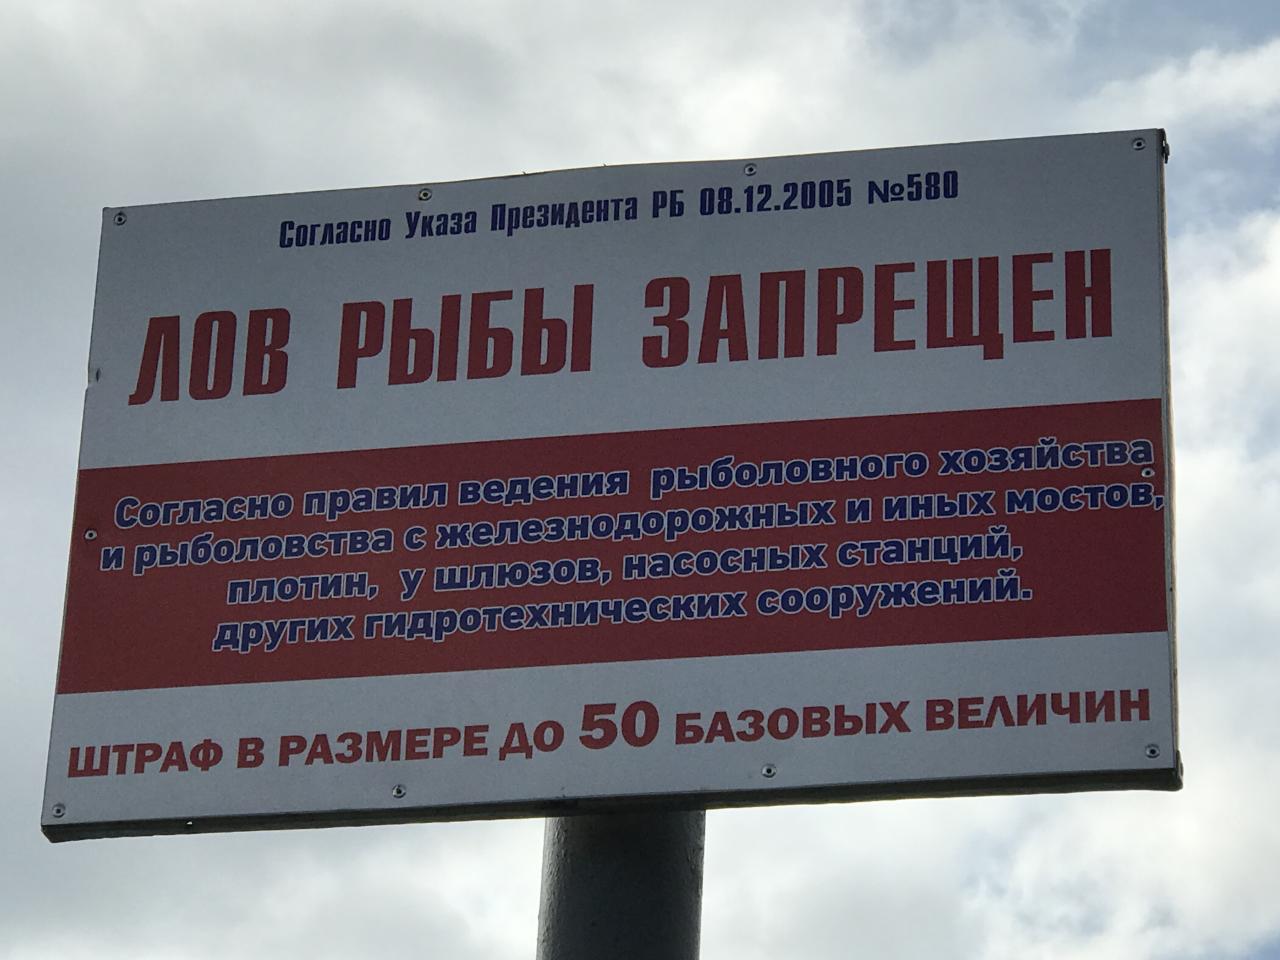 Согласно Указа Президента РБ 08.12.2005 №580
ЛОВ РЫБЫ ЗАПРЕЩЕН
Согласно правил ведения рыболовного хозяйства
и рыболовства с железнодорожных и иных мостов,
плотин, у шлюзов, насосных станций,
других гидротехнических сооружений.
ШТРАФ В РАЗМЕРЕ ДО 50 БАЗОВЫХ ВЕЛИЧИН